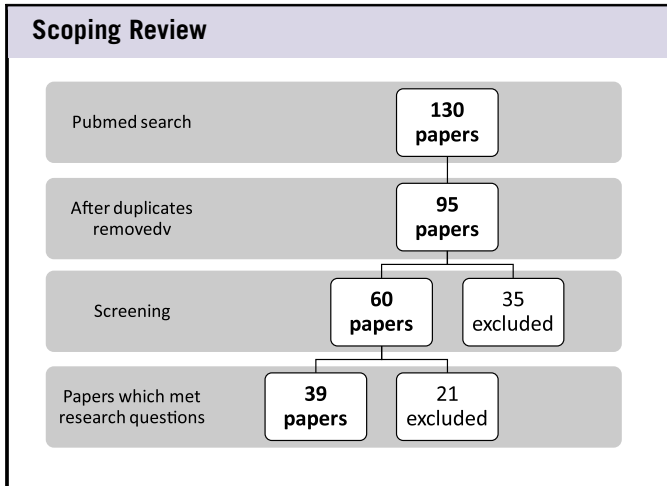 Scoping Review
Pubmed search
130
papers
After duplicates
removedv
95
papers
Screening
60
papers
35
excluded
Papers which met
research questions
39
papers
21
excluded